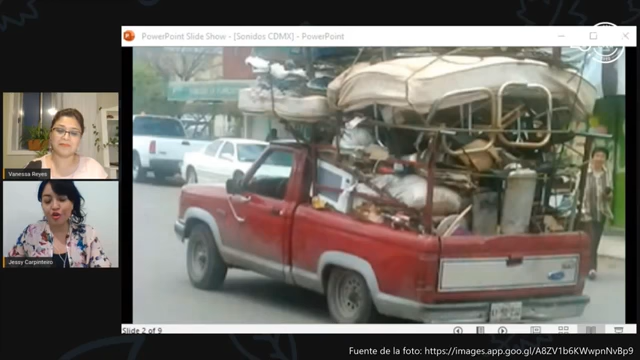 PowerPoint Slide Show - [Sonidos CDMX] - PowerPoint
Vanessa Reyes
Jessy Carpinteiro
Slide 2 of 9
Fuente de la foto: https://images.app.goo.gl/A8ZV1b6KWwpnNvBp9